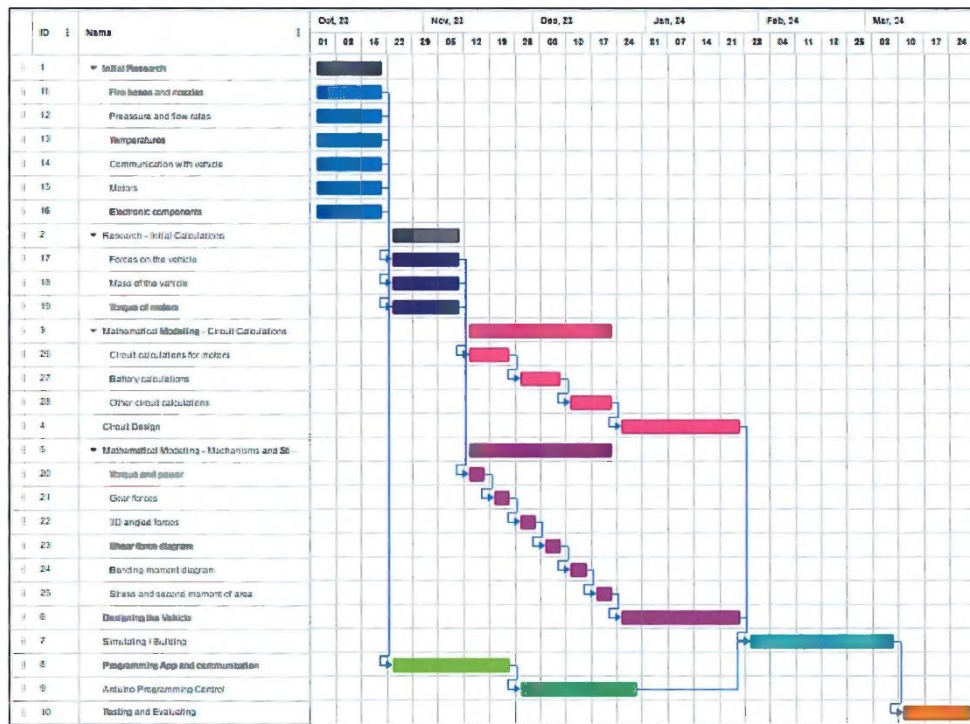 Oct, 23 Nov, 23 Dec, 23 Jan, 24 Feb, 24 Mar, 24
ID Name
01 08 15 22 29 05 12 19 26 03 10 17 24 31 07 14 21 28 04 11 18 25 03 10 17 24
1 Initial Research
11 Fire hoses and nozzles
12 Preassure and flow rates
13 Temperatures
14 Communication with vehicle
15 Motors
16 Electronic components
2 Research - Initial Calculations
17 Forces on the vehicle
18 Mass of the vehicle
19 Torque of motors
3 Mathematical Modelling - Circuit Calculations
26 Circuit calculations for motors
27 Battery calculations
28 Other circuit calculations
4 Circuit Design
5 Mathematical Modelling - Mechanisms and St...
20 Torque and power
21 Gear forces
22 3D angled forces
23 Shear force diagram
24 Bending moment diagram
25 Stress and second moment of area
6 Designing the Vehicle
7 Simulating / Building
8 Programming App and communication
9 Arduino Programming Control
10 Testing and Evaluating